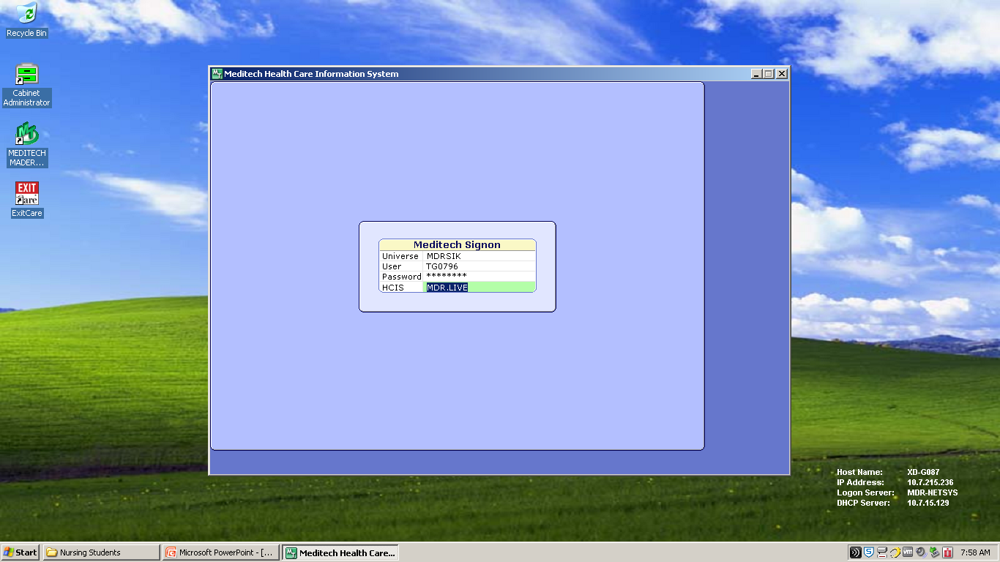 Recycle Bin
Cabinet
Administrator
MEDITECH
MADER...
EXIT
Care
ExitCare
Meditech Health Care Information System
Meditech Signon
Universe MDRSIK
User TG0796
Password ********
HCIS MDR.LIVE
Host Name: XD-G087
IP Address: 10.7.215.236
Logon Server: MDR-NETSYS
DHCP Server: 10.7.15.129
Start
Nursing Students
Microsoft PowerPoint - [...
Meditech Health Care...
7:58 AM